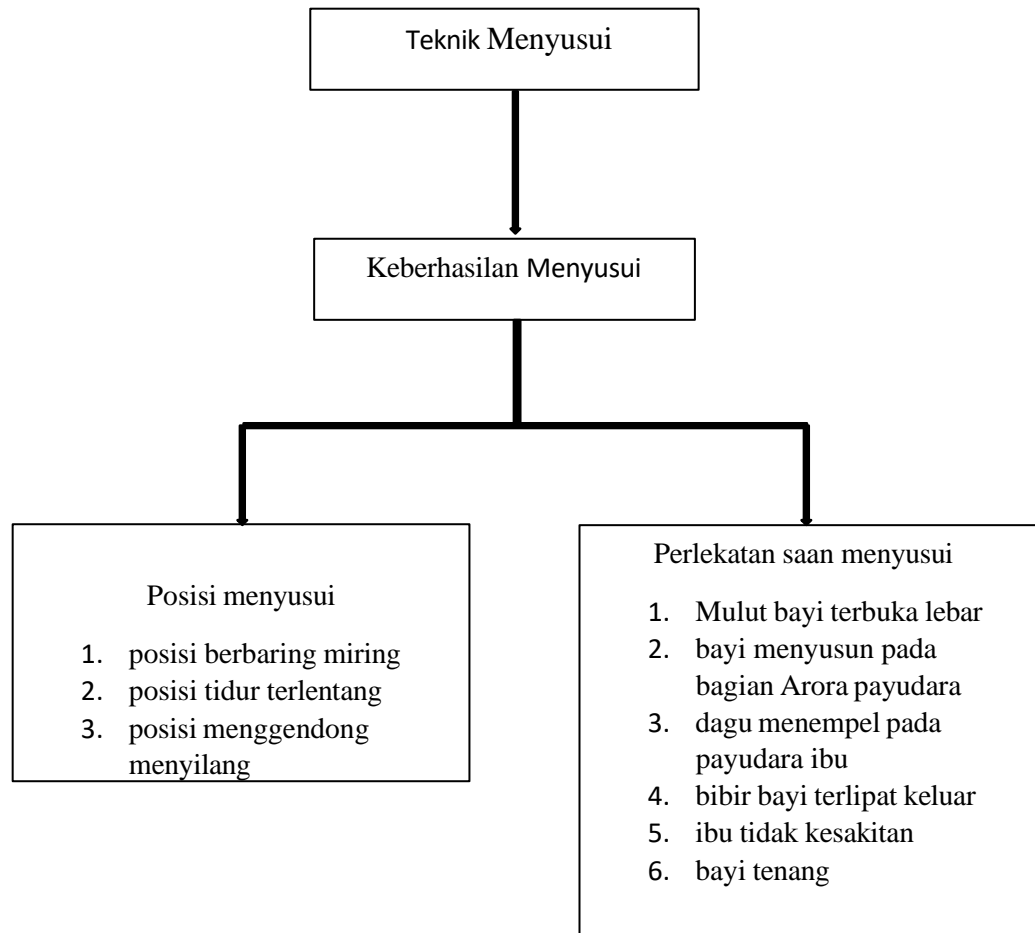 Teknik Menyusui
Keberhasilan Menyusui
Posisi menyusui
1. posisi berbaring miring
2. posisi tidur terlentang
3. posisi menggendong
menyilang
Perlekatan saan menyusui
1. Mulut bayi terbuka lebar
2. bayi menyusun pada
bagian Arora payudara
3. dagu menempel pada
payudara ibu
4. bibir bayi terlipat keluar
5. ibu tidak kesakitan
6. bayi tenang